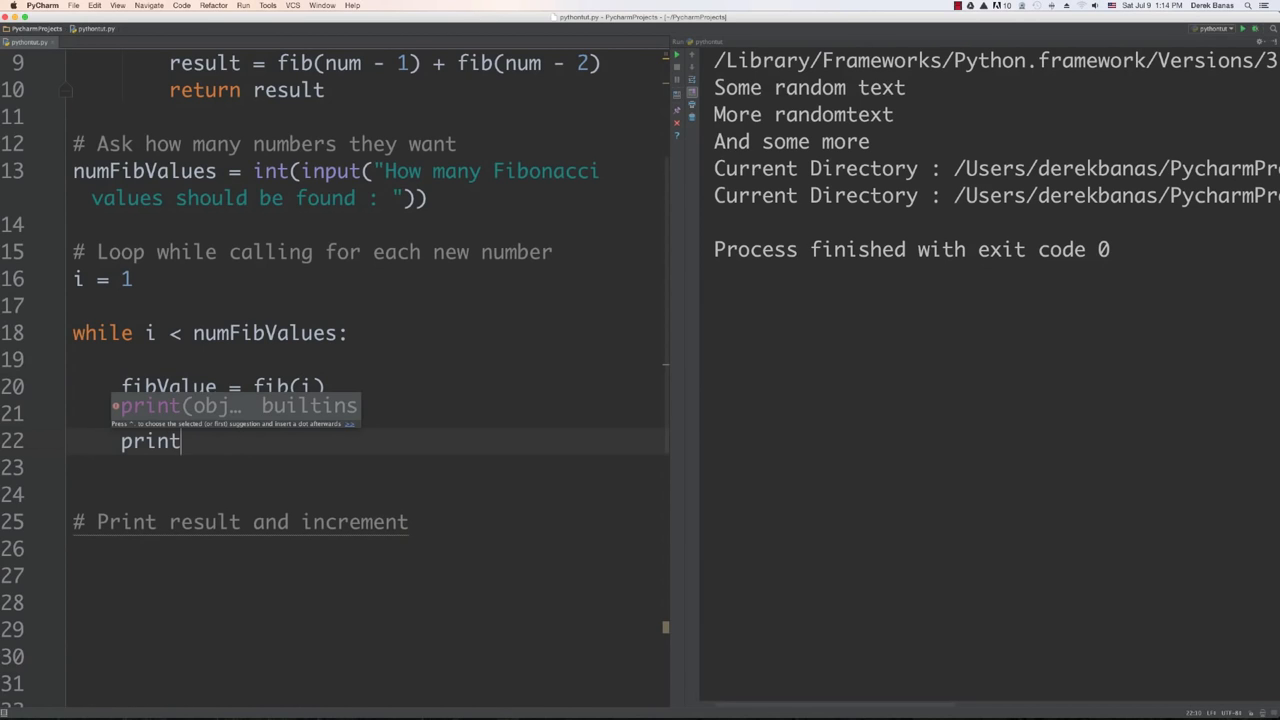 PyCharm File Edit View Navigate Code Refactor Run Tools VCS Window Help 10 Sat Jul 9 1:14 PM Derek Banas
pythontut.py - PycharmProjects - [~/PycharmProjects]
PycharmProjects pythontut.py pythontut
pythontut.py
Run pythontut
9 result = fib(num - 1) + fib(num - 2)
10 return result
11
12 # Ask how many numbers they want
13 numFibValues = int(input("How many Fibonacci
values should be found : "))
14
15 # Loop while calling for each new number
16 i = 1
17
18 while i < numFibValues:
19
20 fibValue = fib(i)
print(obj… builtins
Press ^. to choose the selected (or first) suggestion and insert a dot afterwards >>
21
22 print
23
24
25 # Print result and increment
26
27
28
29
30
31
/Library/Frameworks/Python.framework/Versions/3
Some random text
More randomtext
And some more
Current Directory : /Users/derekbanas/PycharmPr
Current Directory : /Users/derekbanas/PycharmPr
Process finished with exit code 0
22:10 LF÷ UTF-8÷